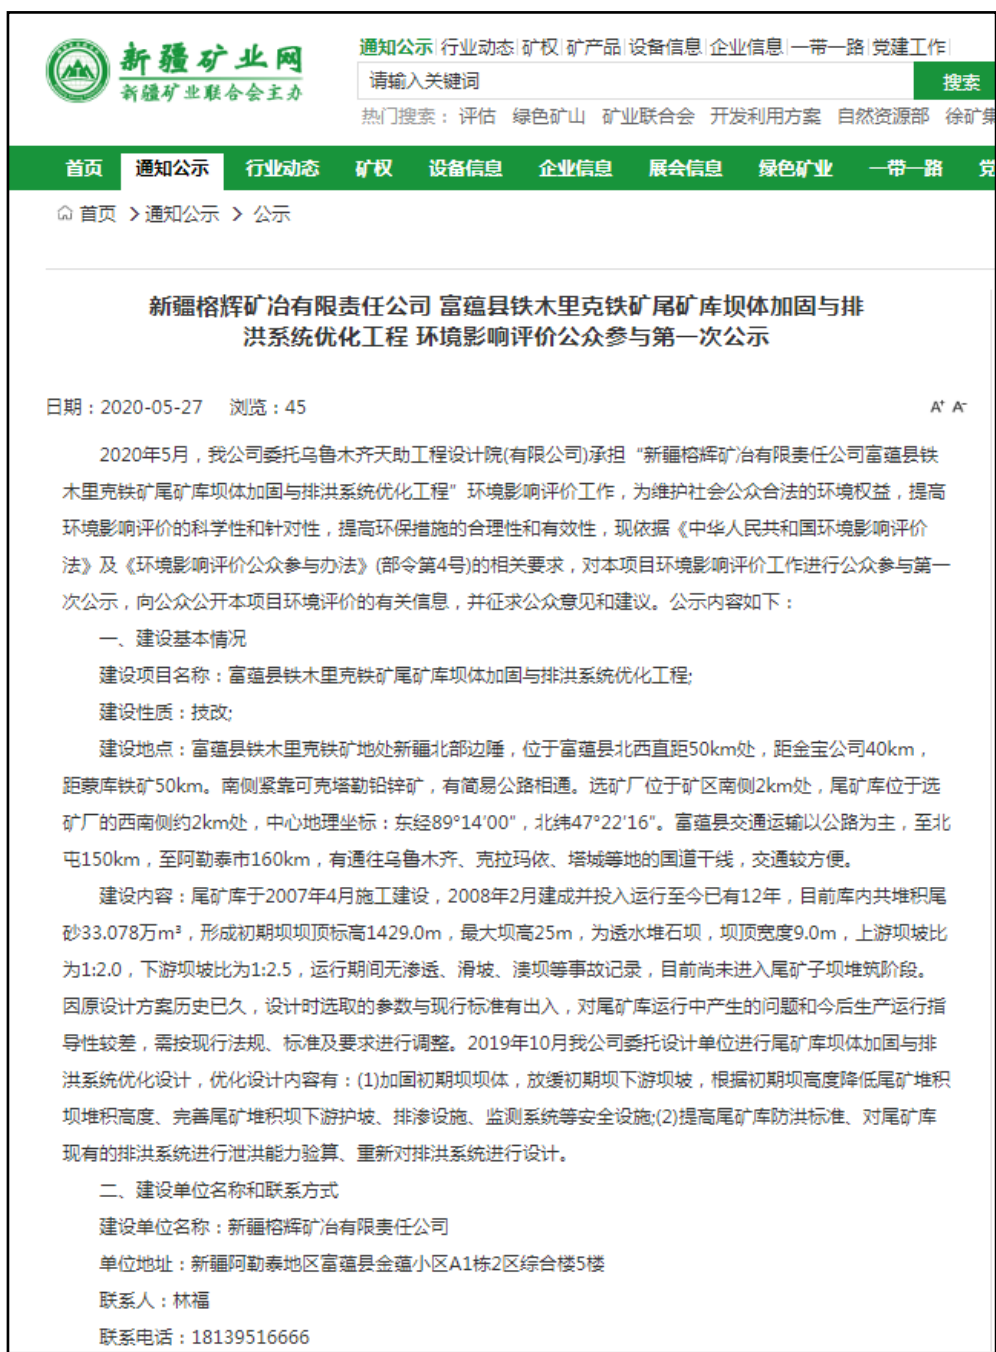 新疆矿业网
新疆矿业联合会主办
通知公示|行业动态|矿权|矿产品|设备信息|企业信息|一带一路|党建工作|
请输入关键词
搜索
热门搜索：评估 绿色矿山 矿业联合会 开发利用方案 自然资源部 徐矿集
首页 通知公示 行业动态 矿权 设备信息 企业信息 展会信息 绿色矿业 一带一路 党
首页 > 通知公示 > 公示
新疆榕辉矿冶有限责任公司 富蕴县铁木里克铁矿尾矿库坝体加固与排
洪系统优化工程 环境影响评价公众参与第一次公示
日期：2020-05-27 浏览：45
A⁺ A⁻
2020年5月，我公司委托乌鲁木齐天助工程设计院(有限公司)承担“新疆榕辉矿冶有限责任公司富蕴县铁
木里克铁矿尾矿库坝体加固与排洪系统优化工程”环境影响评价工作，为维护社会公众合法的环境权益，提高
环境影响评价的科学性和针对性，提高环保措施的合理性和有效性，现依据《中华人民共和国环境影响评价
法》及《环境影响评价公众参与办法》(部令第4号)的相关要求，对本项目环境影响评价工作进行公众参与第一
次公示，向公众公开本项目环境评价的有关信息，并征求公众意见和建议。公示内容如下：
一、建设基本情况
建设项目名称：富蕴县铁木里克铁矿尾矿库坝体加固与排洪系统优化工程;
建设性质：技改;
建设地点：富蕴县铁木里克铁矿地处新疆北部边陲，位于富蕴县北西直距50km处，距金宝公司40km，
距蒙库铁矿50km。南侧紧靠可克塔勒铅锌矿，有简易公路相通。选矿厂位于矿区南侧2km处，尾矿库位于选
矿厂的西南侧约2km处，中心地理坐标：东经89°14′00″，北纬47°22′16″。富蕴县交通运输以公路为主，至北
屯150km，至阿勒泰市160km，有通往乌鲁木齐、克拉玛依、塔城等地的国道干线，交通较方便。
建设内容：尾矿库于2007年4月施工建设，2008年2月建成并投入运行至今已有12年，目前库内共堆积尾
砂33.078万m³，形成初期坝坝顶标高1429.0m，最大坝高25m，为透水堆石坝，坝顶宽度9.0m，上游坝坡比
为1:2.0，下游坝坡比为1:2.5，运行期间无渗透、滑坡、溃坝等事故记录，目前尚未进入尾矿子坝堆筑阶段。
因原设计方案历史已久，设计时选取的参数与现行标准有出入，对尾矿库运行中产生的问题和今后生产运行指
导性较差，需按现行法规、标准及要求进行调整。2019年10月我公司委托设计单位进行尾矿库坝体加固与排
洪系统优化设计，优化设计内容有：(1)加固初期坝坝体，放缓初期坝下游坝坡，根据初期坝高度降低尾矿堆积
坝堆积高度、完善尾矿堆积坝下游护坡、排渗设施、监测系统等安全设施;(2)提高尾矿库防洪标准、对尾矿库
现有的排洪系统进行泄洪能力验算、重新对排洪系统进行设计。
二、建设单位名称和联系方式
建设单位名称：新疆榕辉矿冶有限责任公司
单位地址：新疆阿勒泰地区富蕴县金蕴小区A1栋2区综合楼5楼
联系人：林福
联系电话：18139516666